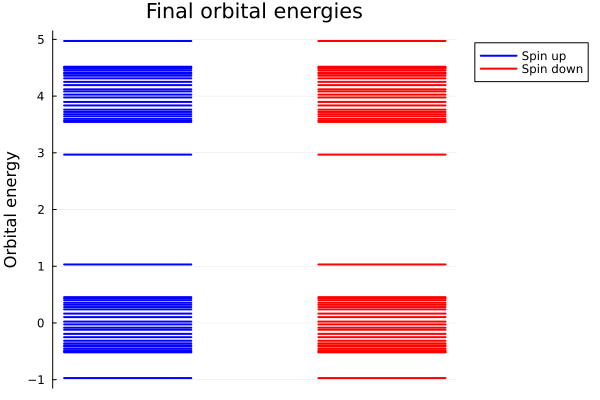 Final orbital energies
Spin up
Spin down
Orbital energy
5
4
3
2
1
0
−1